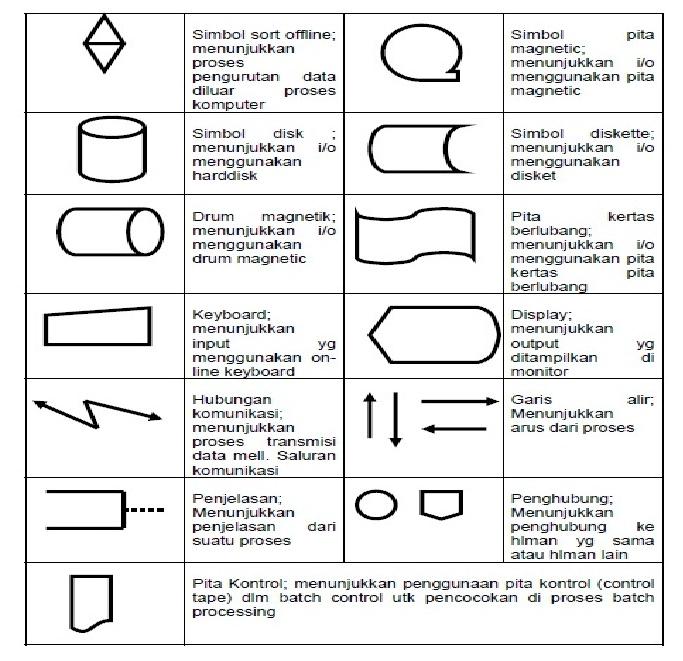 Simbol sort offline;
menunjukkan
proses
pengurutan data
diluar proses
komputer
Simbol pita
magnetic;
menunjukkan i/o
menggunakan pita
magnetic
Simbol disk ;
menunjukkan i/o
menggunakan
harddisk
Simbol diskette;
menunjukkan i/o
menggunakan
disket
Drum magnetik;
menunjukkan i/o
menggunakan
drum magnetic
Pita kertas
berlubang;
menunjukkan i/o
menggunakan pita
kertas pita
berlubang
Keyboard;
menunjukkan
input yg
menggunakan on-
line keyboard
Display;
menunjukkan
output yg
ditampilkan di
monitor
Hubungan
komunikasi;
menunjukkan
proses transmisi
data mell. Saluran
komunikasi
Garis alir;
Menunjukkan
arus dari proses
Penjelasan;
Menunjukkan
penjelasan dari
suatu proses
Penghubung;
Menunjukkan
penghubung ke
hlman yg sama
atau hlman lain
Pita Kontrol; menunjukkan penggunaan pita kontrol (control
tape) dlm batch control utk pencocokan di proses batch
processing